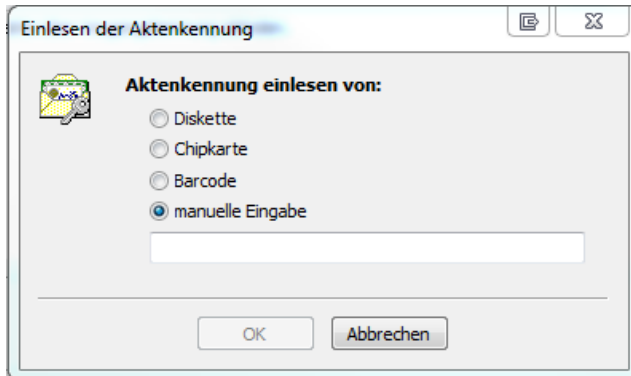 Einlesen der Aktenkennung
Aktenkennung einlesen von:
Diskette
Chipkarte
Barcode
manuelle Eingabe
OK
Abbrechen